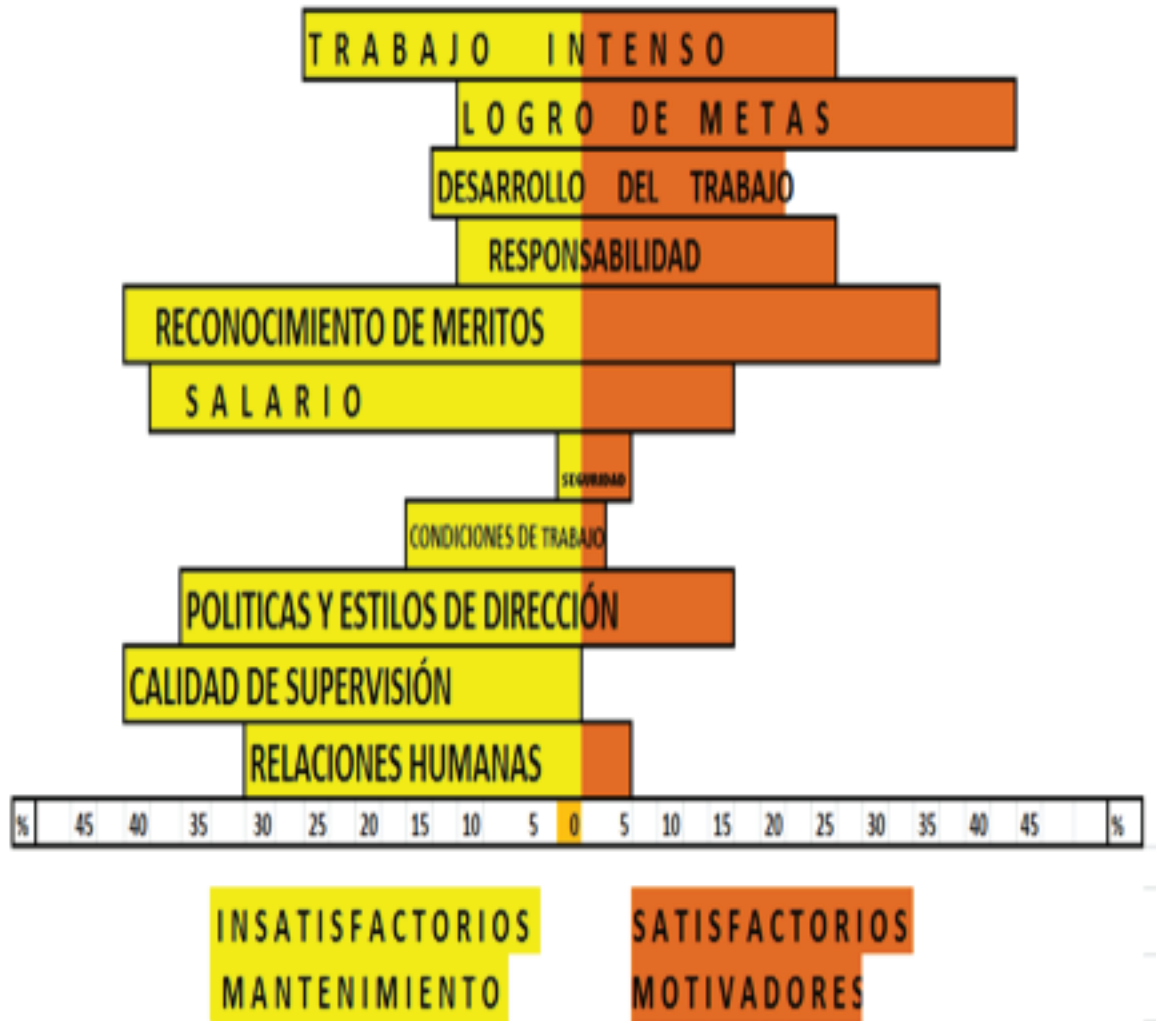 TRABAJO INTENSO
LOGRO DE METAS
DESARROLLO DEL TRABAJO
RESPONSABILIDAD
RECONOCIMIENTO DE MERITOS
SALARIO
SEGURIDAD
CONDICIONES DE TRABAJO
POLITICAS Y ESTILOS DE DIRECCIÓN
CALIDAD DE SUPERVISIÓN
RELACIONES HUMANAS
% 45 40 35 30 25 20 15 10 5 0 5 10 15 20 25 30 35 40 45 %
INSATISFACTORIOS SATISFACTORIOS
MANTENIMIENTO MOTIVADORES